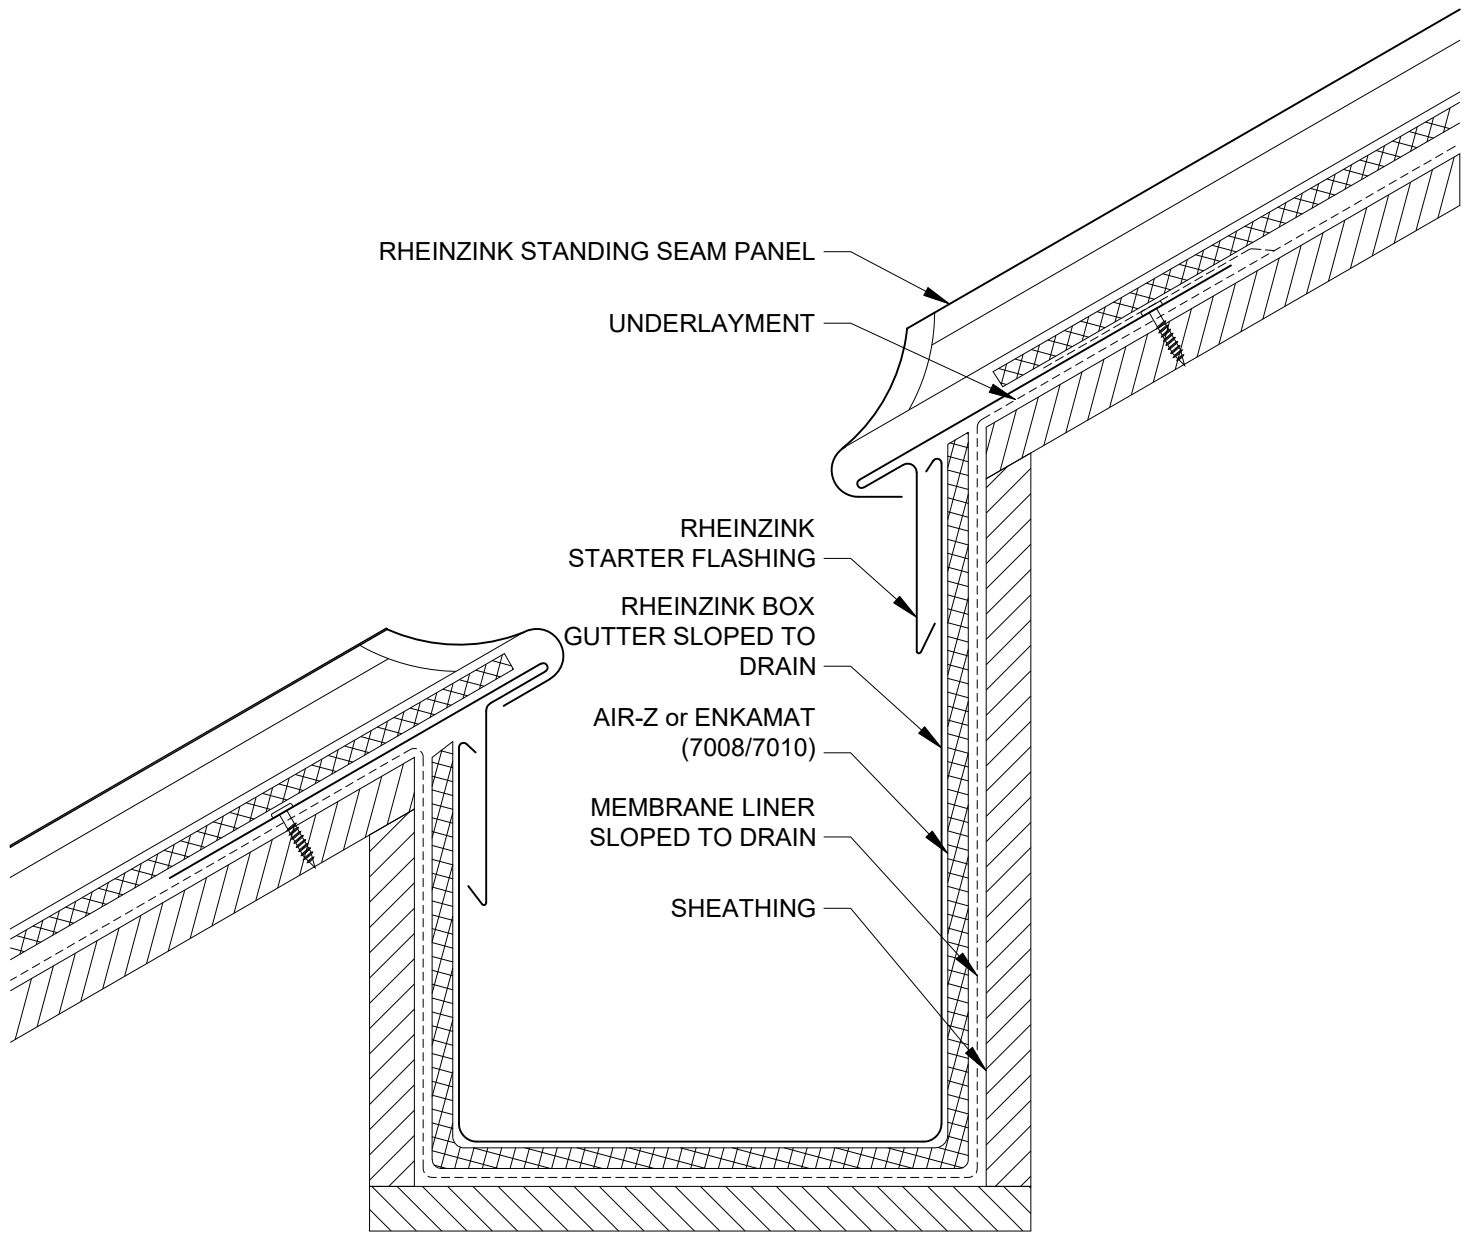 RHEINZINK STANDING SEAM PANEL
UNDERLAYMENT
RHEINZINK
STARTER FLASHING
RHEINZINK BOX
GUTTER SLOPED TO
DRAIN
AIR-Z or ENKAMAT
(7008/7010)
MEMBRANE LINER
SLOPED TO DRAIN
SHEATHING